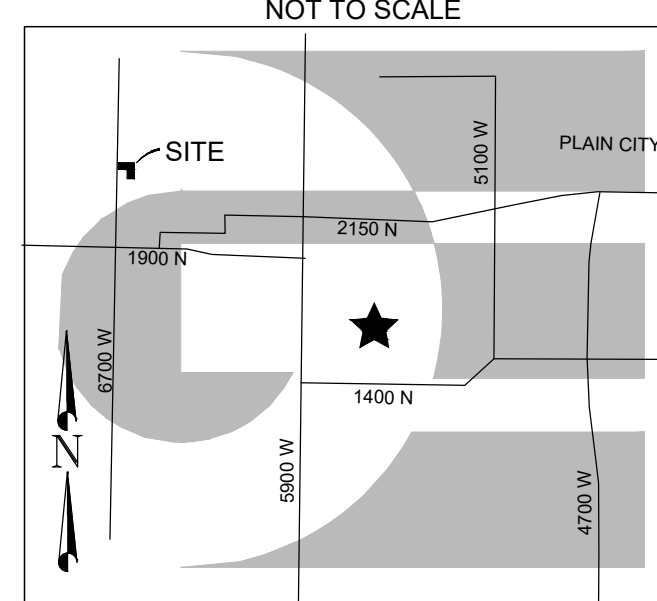 NOT TO SCALE
SITE
5100 W
PLAIN CITY
2150 N
1900 N
6700 W
1400 N
5900 W
4700 W
N